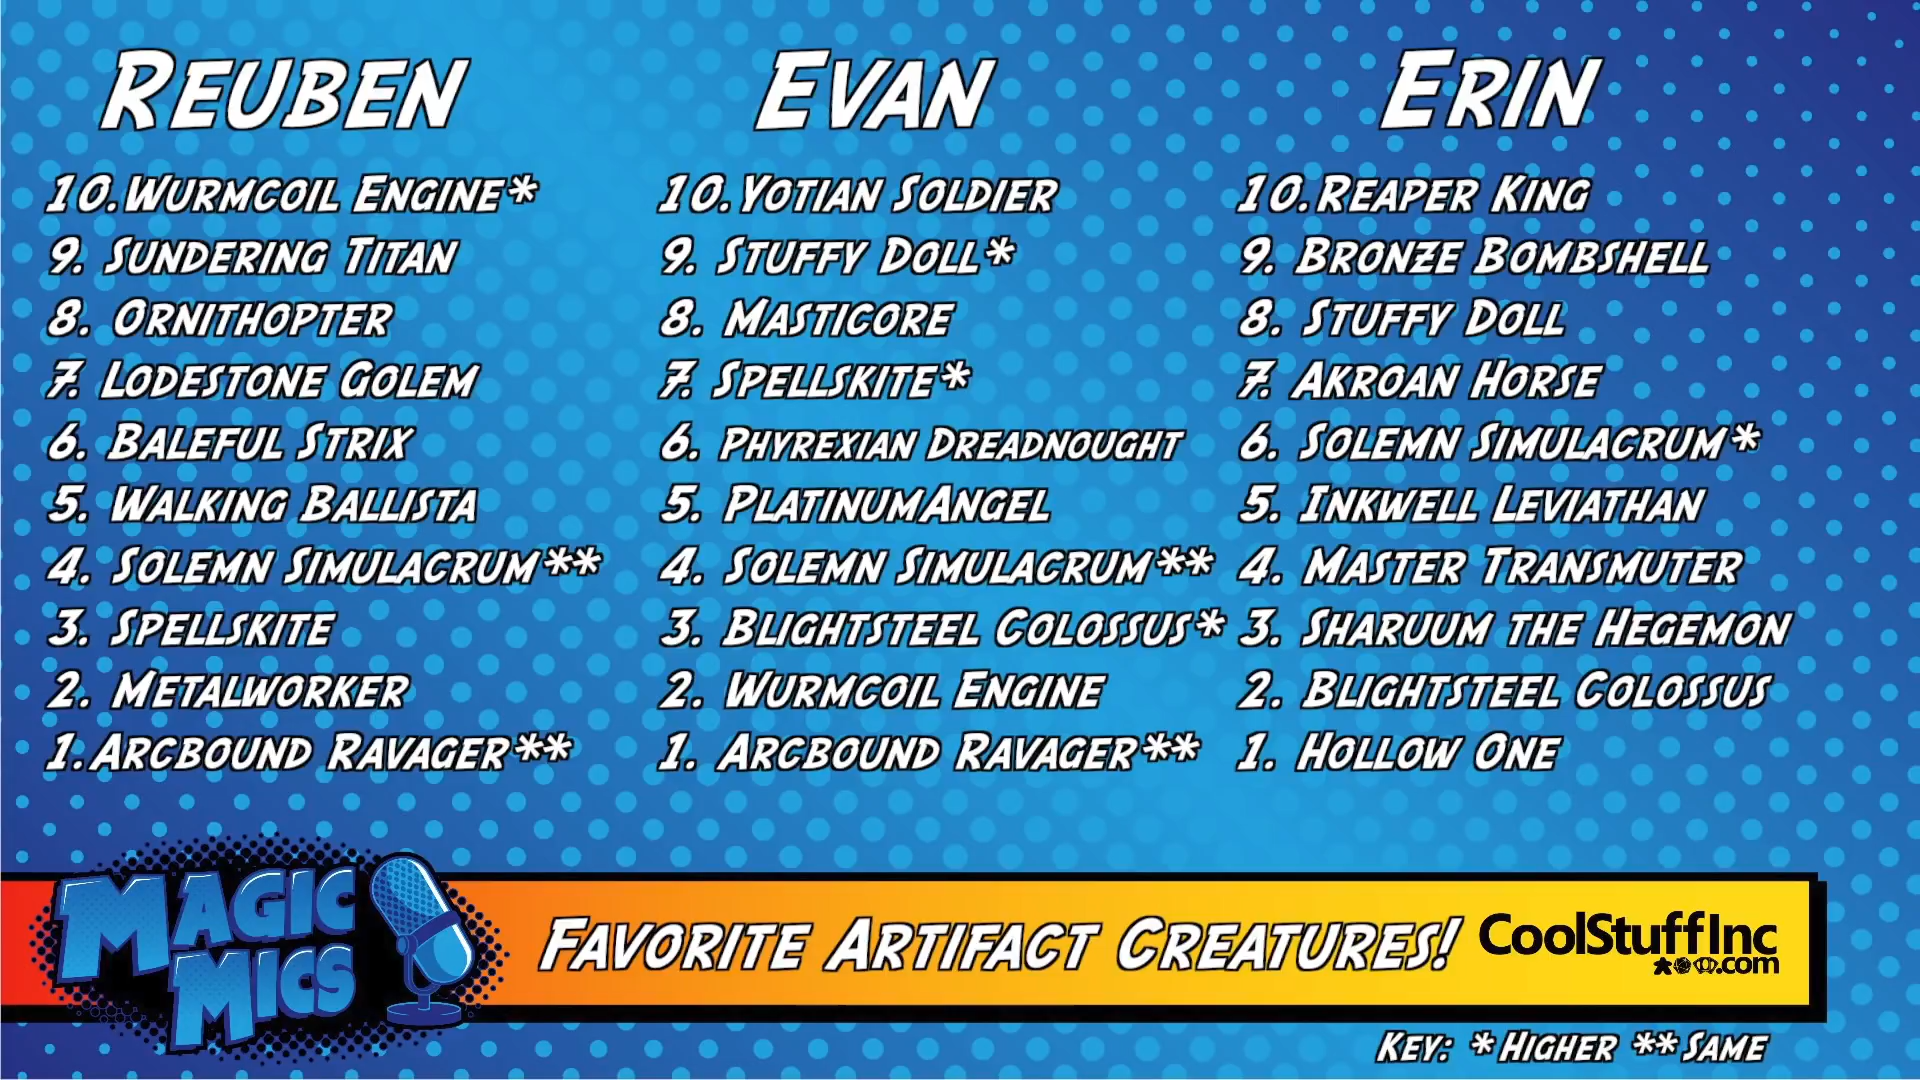 REUBEN
10. WURMCOIL ENGINE*
9. SUNDERING TITAN
8. ORNITHOPTER
7. LODESTONE GOLEM
6. BALEFUL STRIX
5. WALKING BALLISTA
4. SOLEMN SIMULACRUM**
3. SPELLSKITE
2. METALWORKER
1. ARCBOUND RAVAGER**
EVAN
10. YOTIAN SOLDIER
9. STUFFY DOLL*
8. MASTICORE
7. SPELLSKITE*
6. PHYREXIAN DREADNOUGHT
5. PLATINUMANGEL
4. SOLEMN SIMULACRUM**
3. BLIGHTSTEEL COLOSSUS*
2. WURMCOIL ENGINE
1. ARCBOUND RAVAGER**
ERIN
10. REAPER KING
9. BRONZE BOMBSHELL
8. STUFFY DOLL
7. AKROAN HORSE
6. SOLEMN SIMULACRUM*
5. INKWELL LEVIATHAN
4. MASTER TRANSMUTER
3. SHARUUM THE HEGEMON
2. BLIGHTSTEEL COLOSSUS
1. HOLLOW ONE
MAGIC
MICS
FAVORITE ARTIFACT CREATURES!
CoolStuffInc
.com
KEY: *HIGHER **SAME